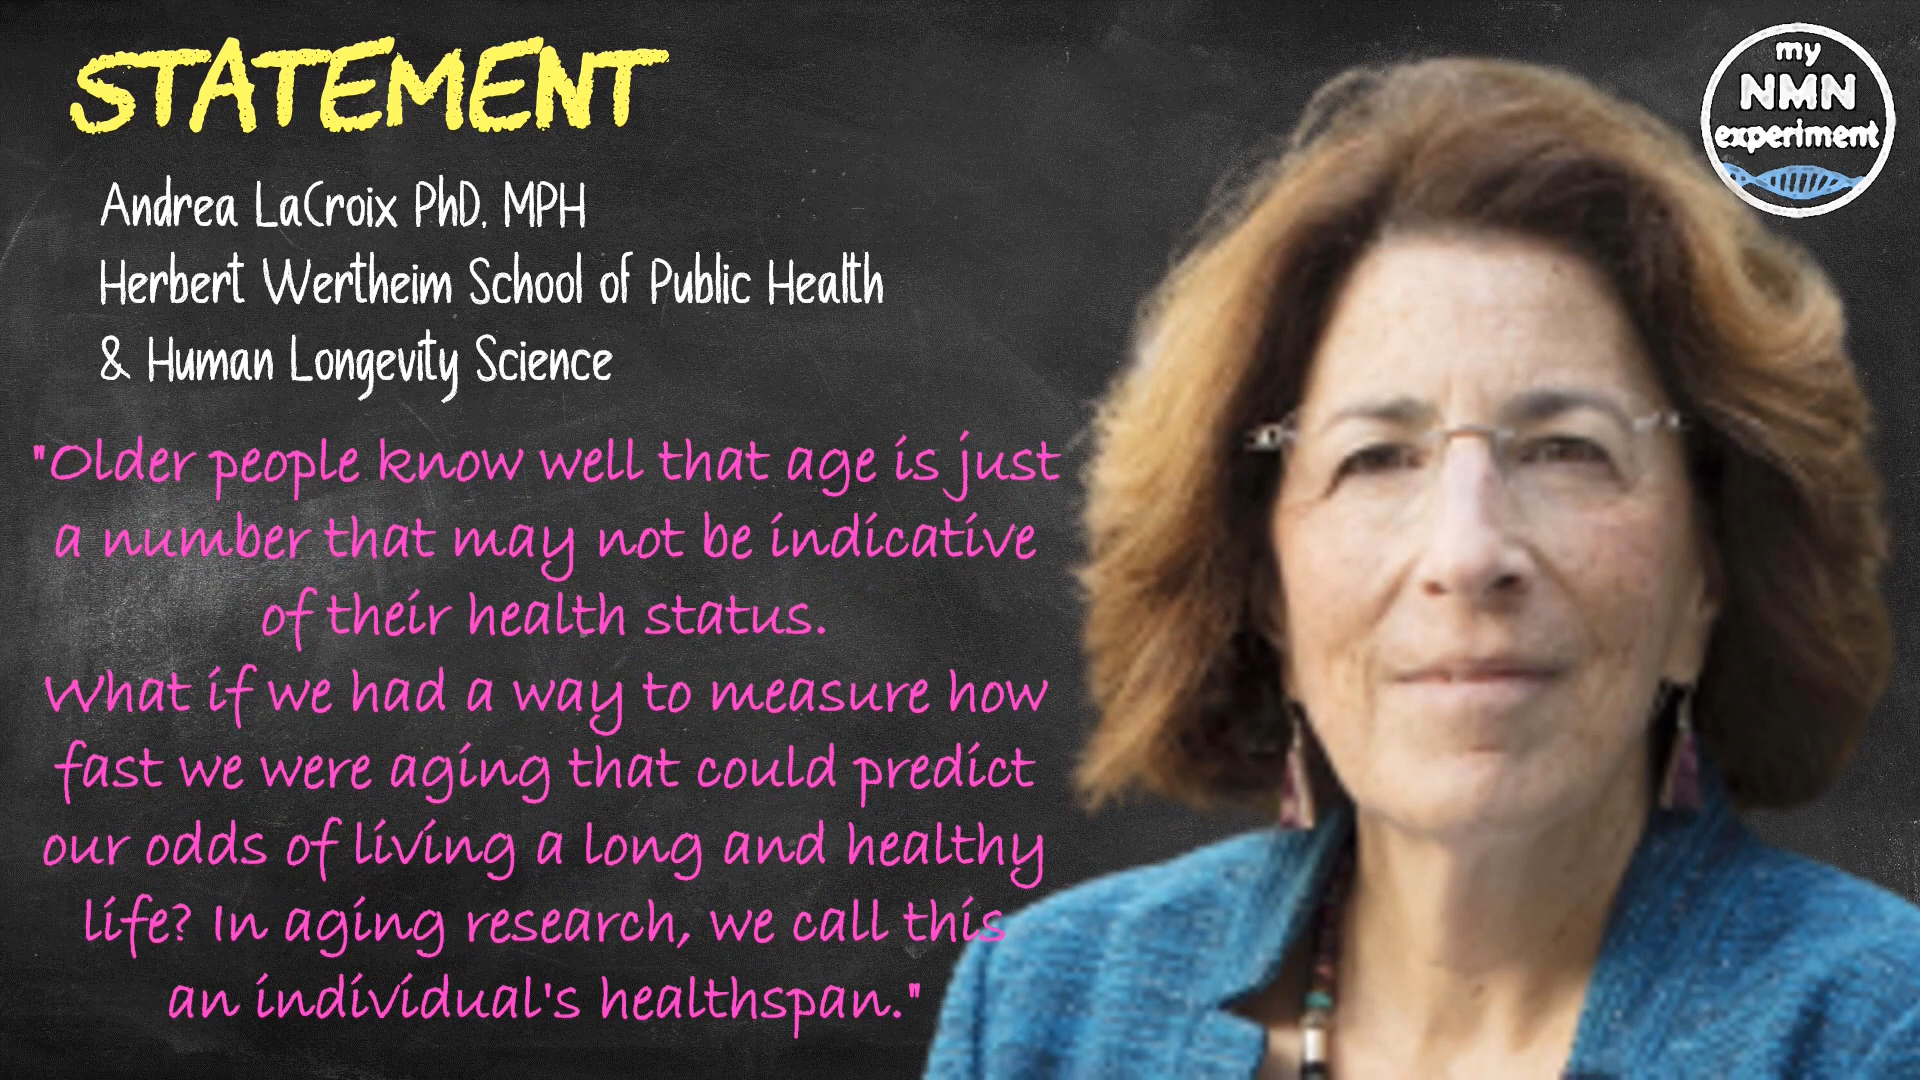 STATEMENT
my
NMN
experiment
Andrea LaCroix PhD, MPH
Herbert Wertheim School of Public Health
& Human Longevity Science
"Older people know well that age is just
a number that may not be indicative
of their health status.
What if we had a way to measure how
fast we were aging that could predict
our odds of living a long and healthy
life? In aging research, we call this
an individual's healthspan."